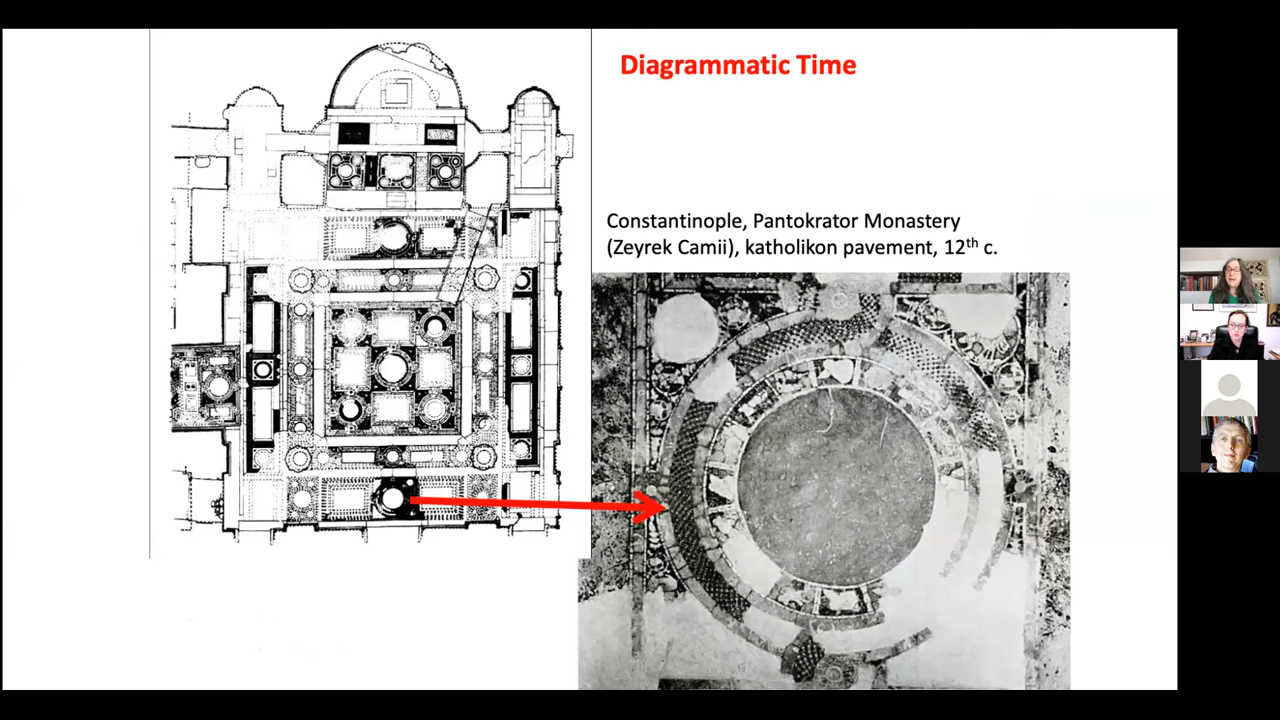 Diagrammatic Time
Constantinople, Pantokrator Monastery
(Zeyrek Camii), katholikon pavement, 12th c.